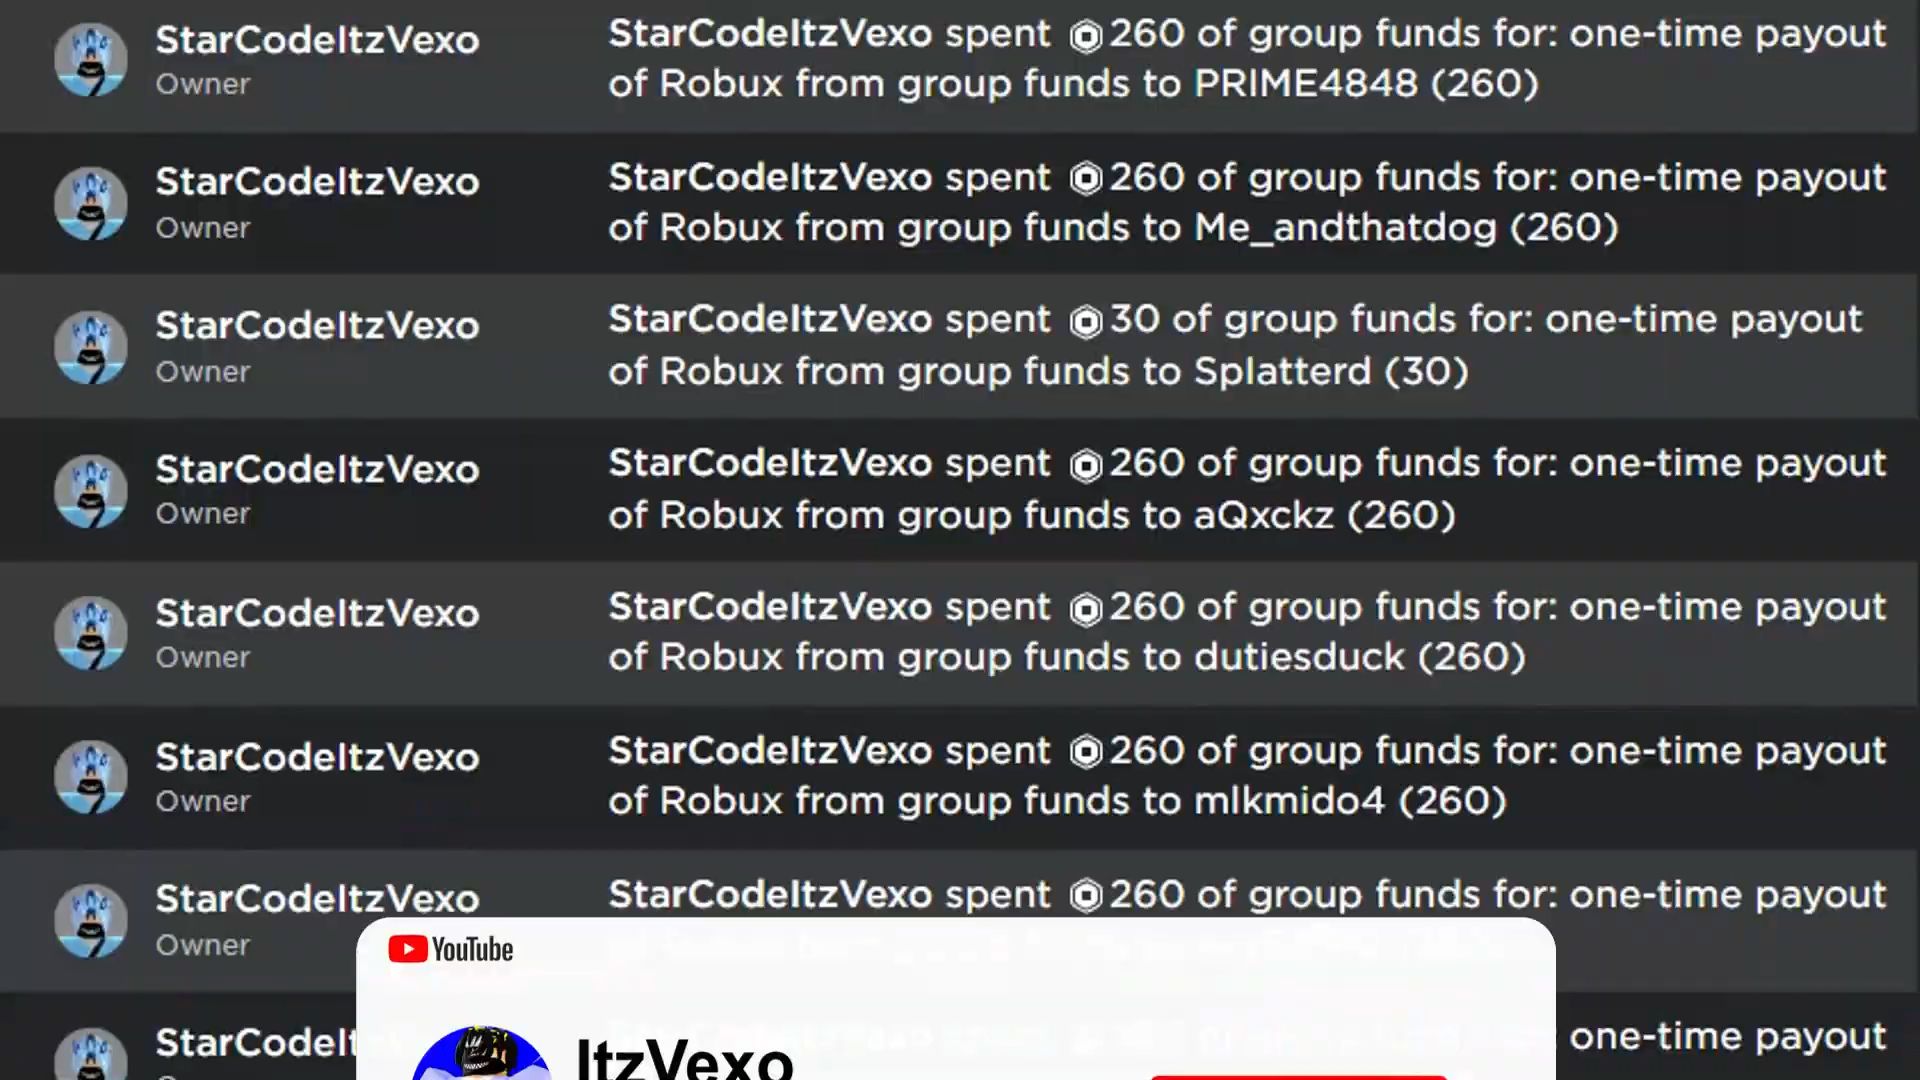 StarCodeItzVexo
Owner
StarCodeItzVexo spent 260 of group funds for: one-time payout
of Robux from group funds to PRIME4848 (260)
StarCodeItzVexo
Owner
StarCodeItzVexo spent 260 of group funds for: one-time payout
of Robux from group funds to Me_andthatdog (260)
StarCodeItzVexo
Owner
StarCodeItzVexo spent 30 of group funds for: one-time payout
of Robux from group funds to Splatterd (30)
StarCodeItzVexo
Owner
StarCodeItzVexo spent 260 of group funds for: one-time payout
of Robux from group funds to aQxckz (260)
StarCodeItzVexo
Owner
StarCodeItzVexo spent 260 of group funds for: one-time payout
of Robux from group funds to dutiesduck (260)
StarCodeItzVexo
Owner
StarCodeItzVexo spent 260 of group funds for: one-time payout
of Robux from group funds to mlkmido4 (260)
StarCodeItzVexo
Owner
StarCodeItzVexo spent 260 of group funds for: one-time payout
YouTube
StarCodeIt
one-time payout
ItzVexo